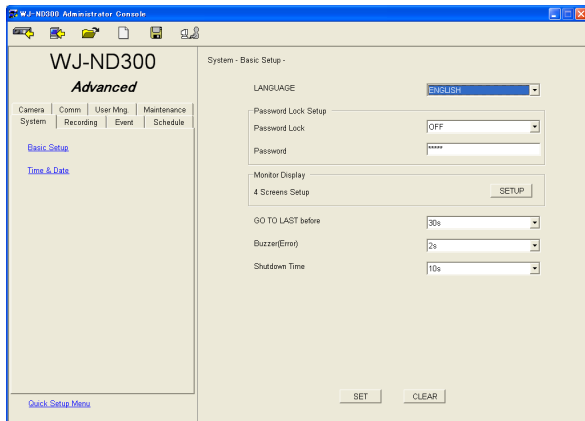 WJ-ND300 Administrator Console
WJ-ND300
Advanced
Camera Comm User Mng. Maintenance
System Recording Event Schedule
Basic Setup
Time & Date
Quick Setup Menu
System - Basic Setup -
LANGUAGE ENGLISH
Password Lock Setup
Password Lock OFF
Password *****
Monitor Display
4 Screens Setup SETUP
GO TO LAST before 30s
Buzzer(Error) 2s
Shutdown Time 10s
SET CLEAR